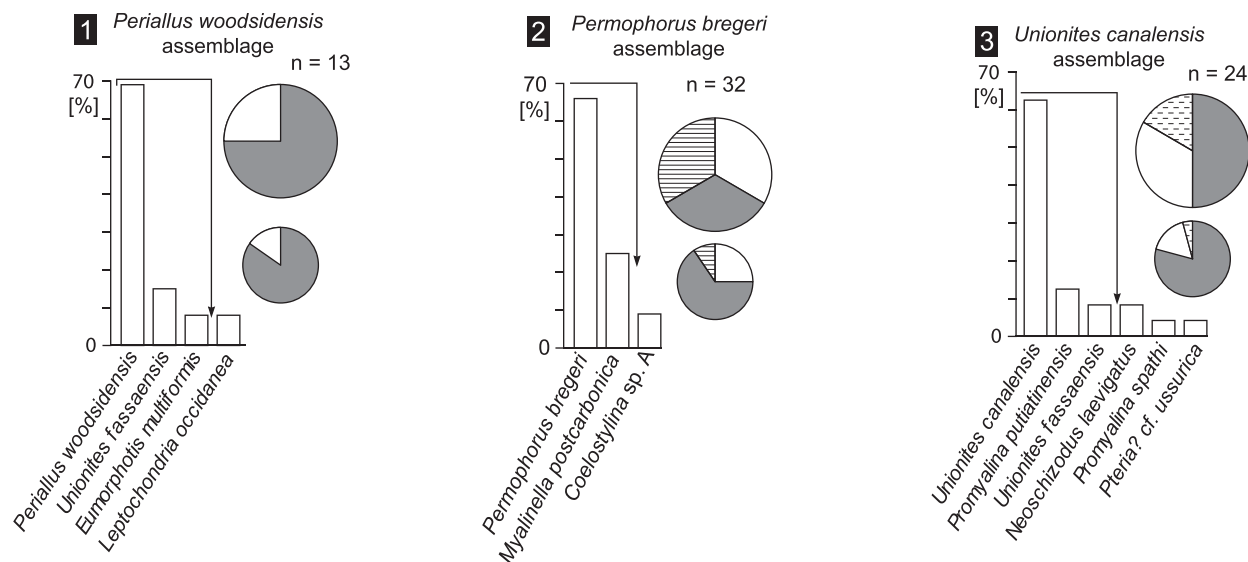 1
Periallus woodsidensis
assemblage
n = 13
70
[%]
0
Periallus woodsidensis
Unionites fassaensis
Eumorphotis multiformis
Leptochondria occidanea
2
Permophorus bregeri
assemblage
n = 32
70
[%]
0
Permophorus bregeri
Myalinella postcarbonica
Coelostylina sp. A
3
Unionites canalensis
assemblage
n = 24
70
[%]
0
Unionites canalensis
Promyalina putiatinensis
Unionites fassaensis
Neoschizodus laevigatus
Promyalina spathi
Pteria? cf. ussurica